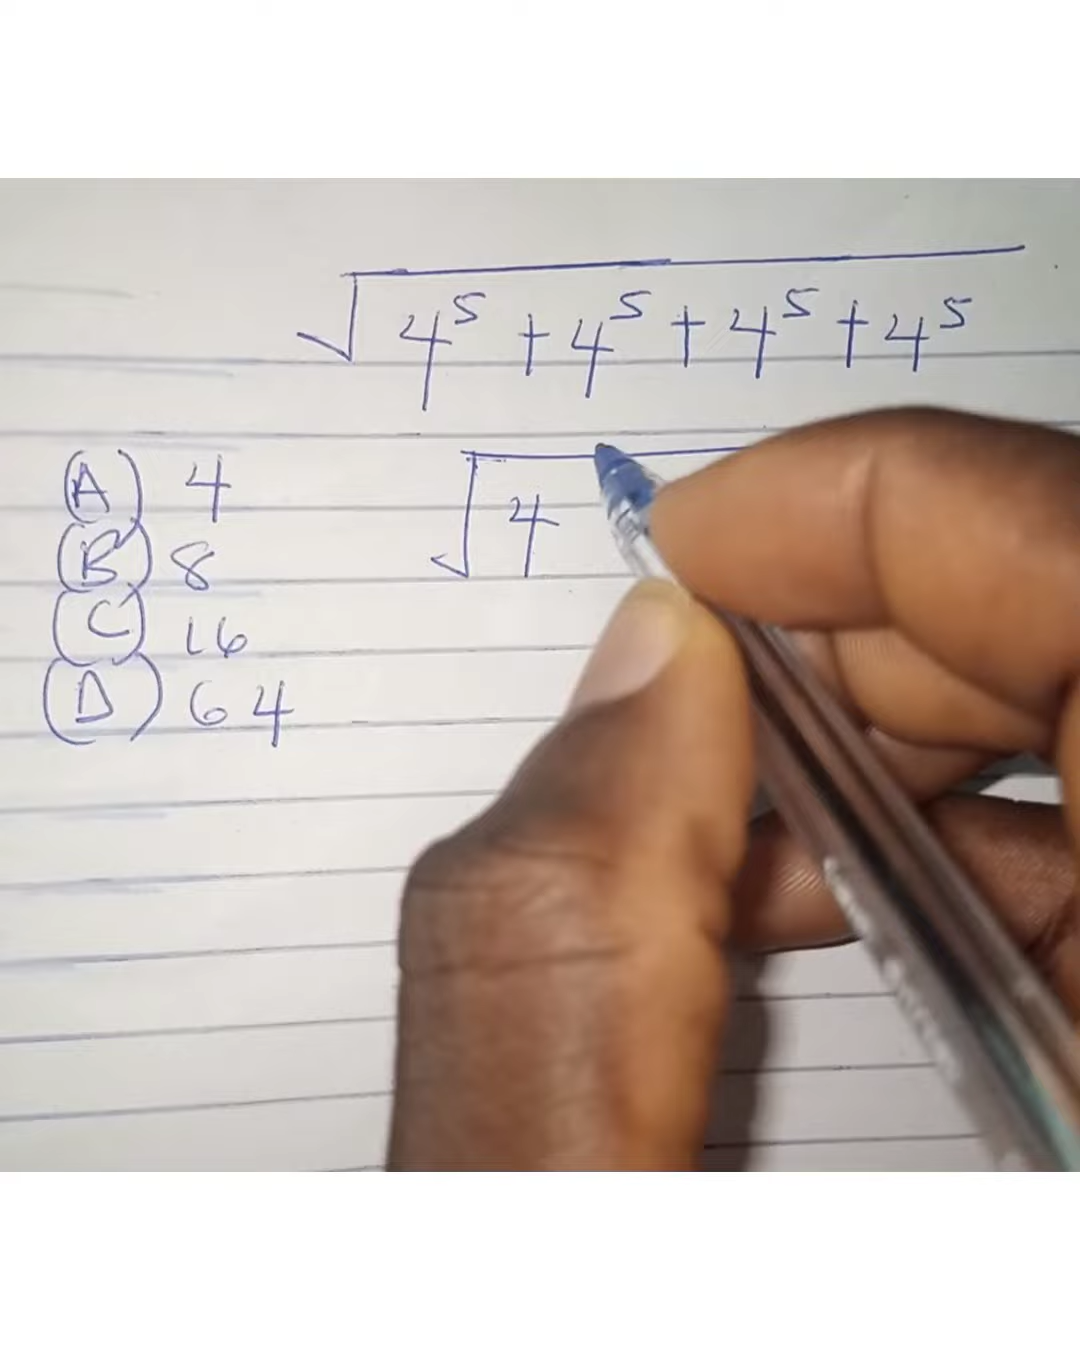 √(4⁵ + 4⁵ + 4⁵ + 4⁵)
√4
(A) 4
(B) 8
(C) 16
(D) 64